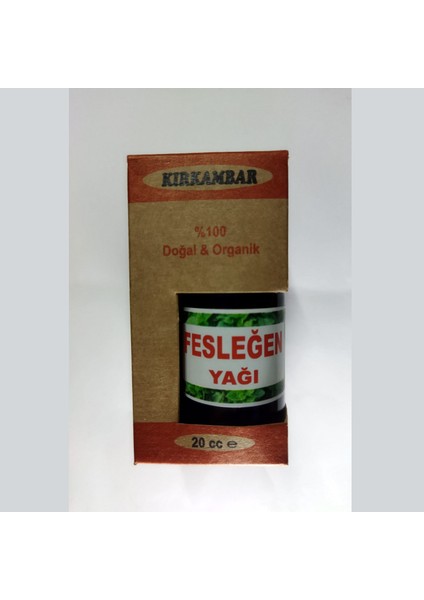 KIRKAMBAR
%100
Doğal & Organik
FESLEĞEN
YAĞI
20 cc ℮